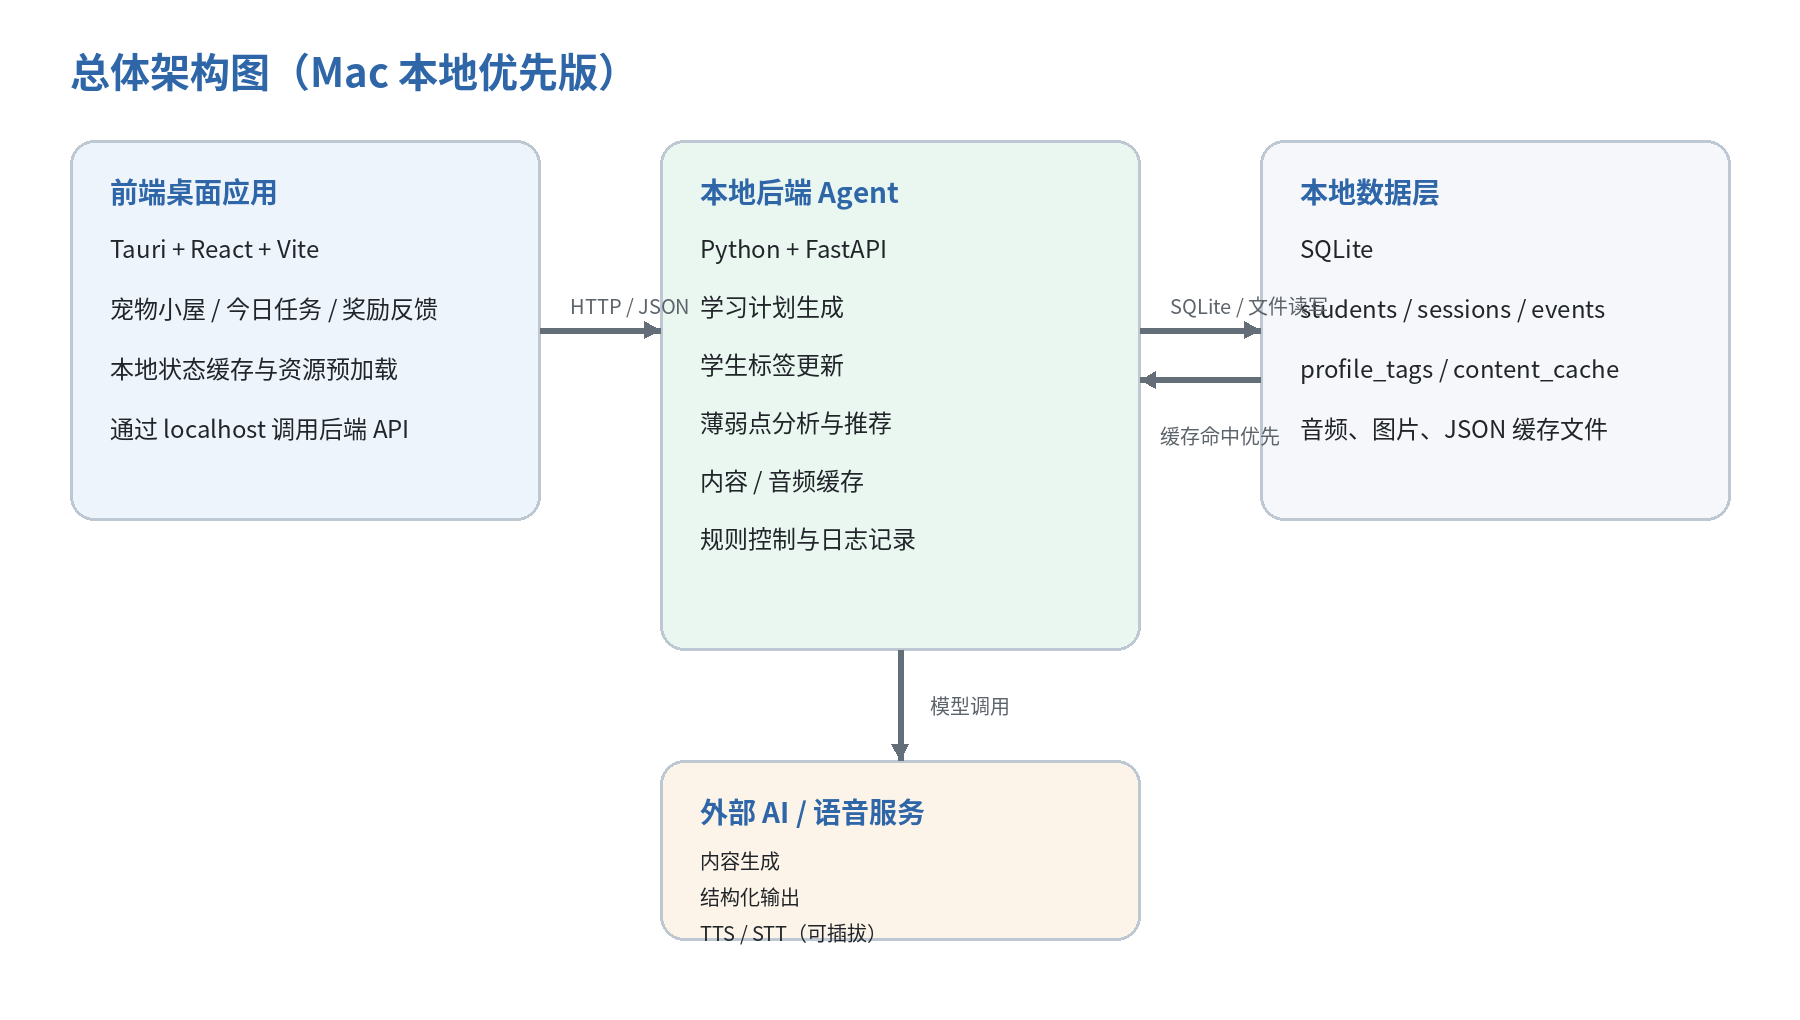 总体架构图（Mac 本地优先版）
前端桌面应用
Tauri + React + Vite
宠物小屋 / 今日任务 / 奖励反馈
本地状态缓存与资源预加载
通过 localhost 调用后端 API
HTTP / JSON
本地后端 Agent
Python + FastAPI
学习计划生成
学生标签更新
薄弱点分析与推荐
内容 / 音频缓存
规则控制与日志记录
SQLite / 文件读写
缓存命中优先
本地数据层
SQLite
students / sessions / events
profile_tags / content_cache
音频、图片、JSON 缓存文件
模型调用
外部 AI / 语音服务
内容生成
结构化输出
TTS / STT（可插拔）